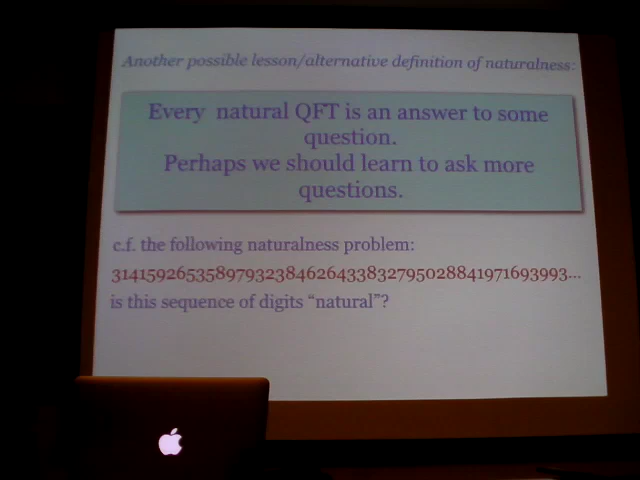 Another possible lesson/alternative definition of naturalness:
Every natural QFT is an answer to some
question.
Perhaps we should learn to ask more
questions.
c.f. the following naturalness problem:
31415926535897932384626433832795028841971693993...
is this sequence of digits “natural”?